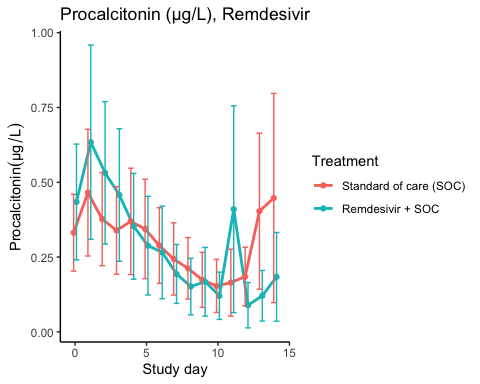 Procalcitonin (µg/L), Remdesivir
1.00
0.75
0.50
0.25
0.00
Procalcitonin(µg/L)
0 5 10 15
Study day
Treatment
Standard of care (SOC)
Remdesivir + SOC